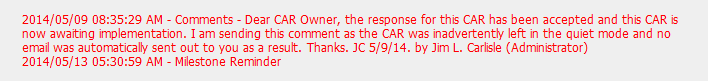 2014/05/09 08:35:29 AM - Comments - Dear CAR Owner, the response for this CAR has been accepted and this CAR is
now awaiting implementation. I am sending this comment as the CAR was inadvertently left in the quiet mode and no
email was automatically sent out to you as a result. Thanks. JC 5/9/14. by Jim L. Carlisle (Administrator)
2014/05/13 05:30:59 AM - Milestone Reminder